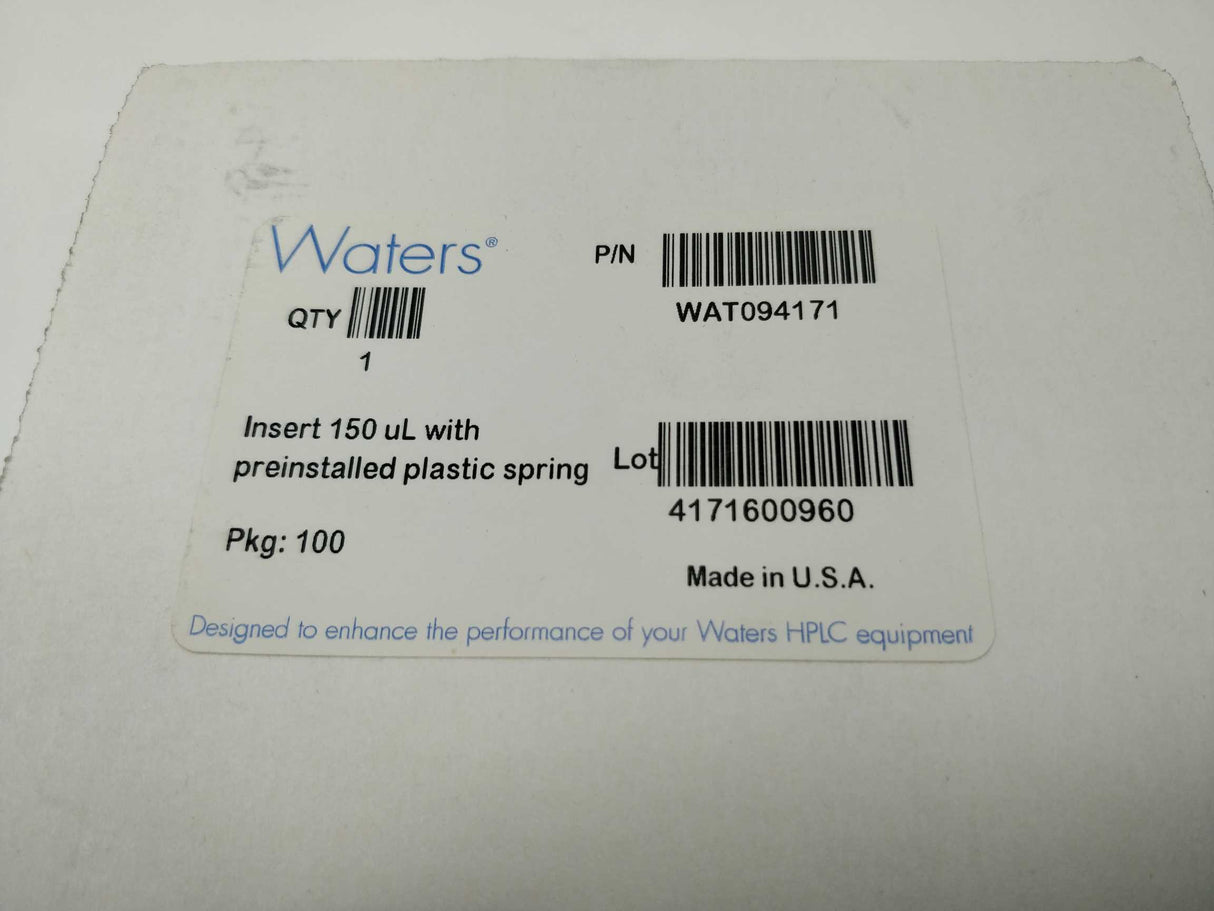 Waters®
P/N
WAT094171
QTY
1
Insert 150 uL with
preinstalled plastic spring
Lot
4171600960
Pkg: 100
Made in U.S.A.
Designed to enhance the performance of your Waters HPLC equipment